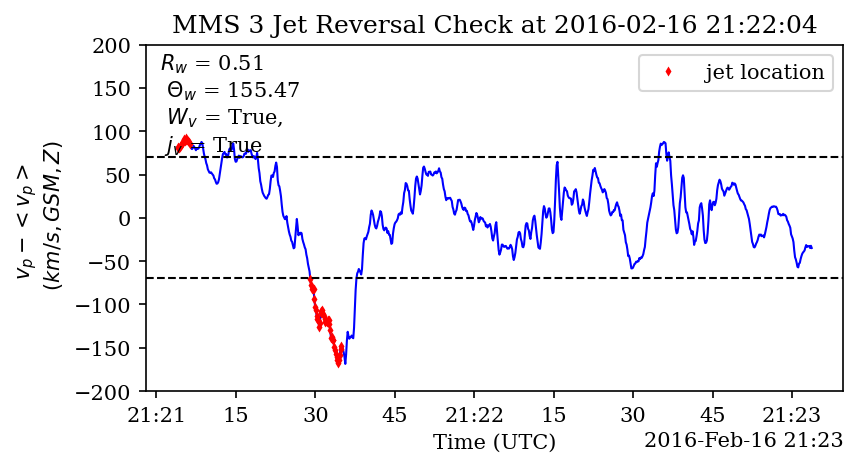 MMS 3 Jet Reversal Check at 2016-02-16 21:22:04
R_w = 0.51
Θ_w = 155.47
W_v = True,
j_v = True
jet location
v_p − < v_p >
(km/s, GSM, Z)
200
150
100
50
0
−50
−100
−150
−200
21:21 15 30 45 21:22 15 30 45 21:23
Time (UTC)
2016-Feb-16 21:23